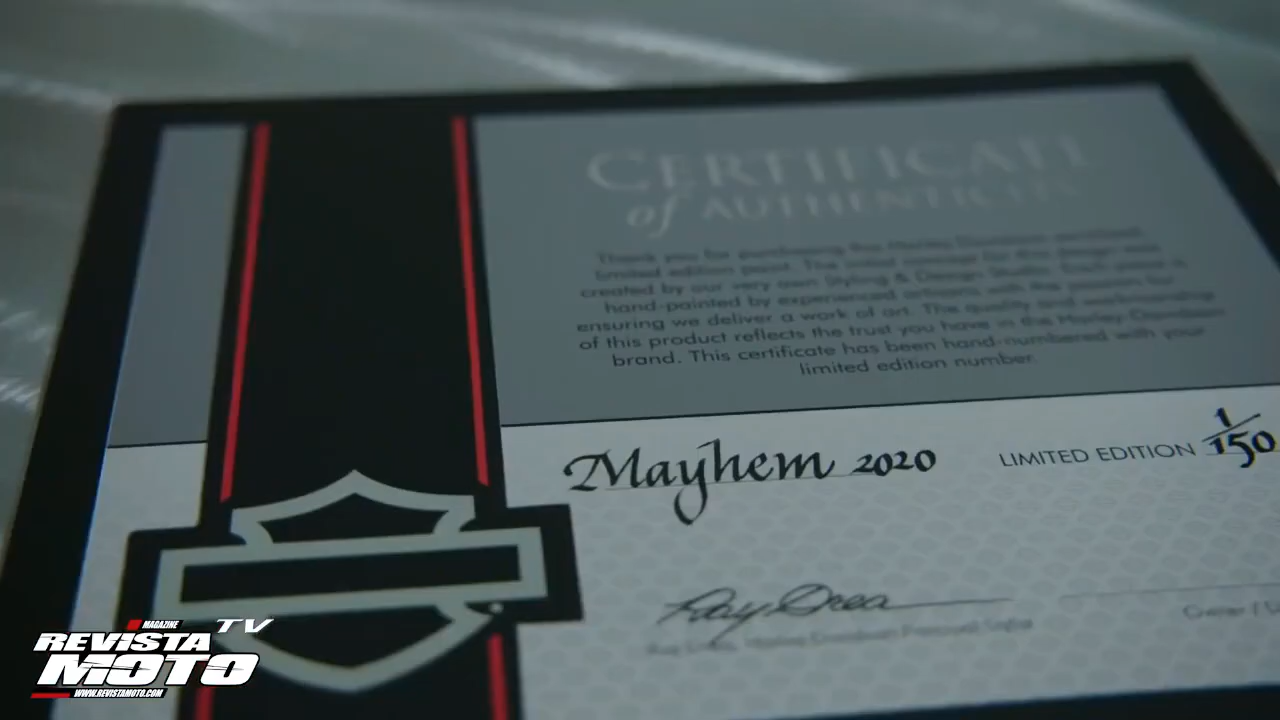 CERTIFICATE
of AUTHENTICITY
Thank you for purchasing this Harley-Davidson
limited edition paint. The initial concept for this design was
created by our very own Styling & Design Studio. Each piece is
hand-painted by experienced artisans with the passion for
ensuring we deliver a work of art. The quality and workmanship
of this product reflects the trust you have in the Harley-Davidson
brand. This certificate has been hand-numbered with your
limited edition number.
Mayhem 2020
LIMITED EDITION 1/150
Ray Drea
Owner /
MAGAZINE TV
REVISTA
MOTO
WWW.REVISTAMOTO.COM